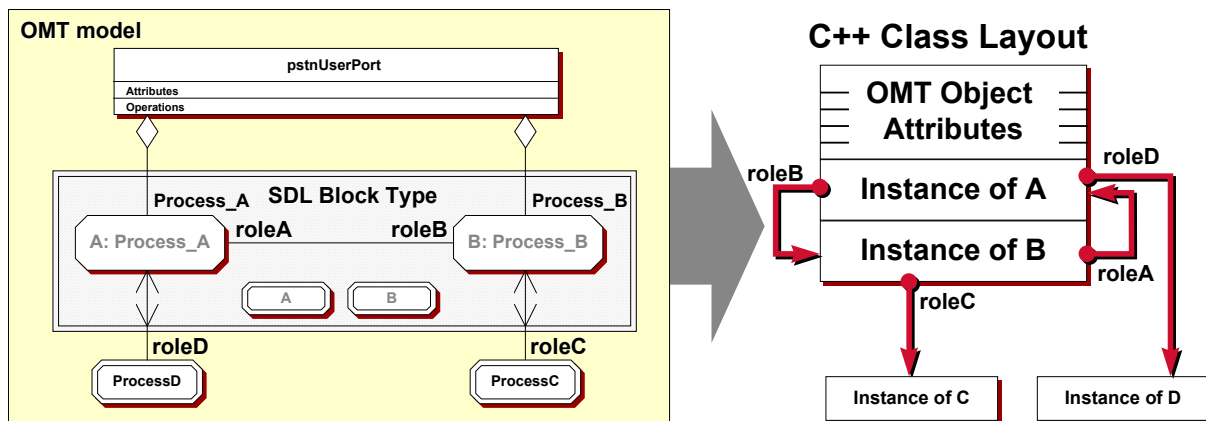 OMT model
pstnUserPort
Attributes
Operations
SDL Block Type
Process_A
Process_B
A: Process_A
roleA
roleB
B: Process_B
A
B
roleD
roleC
ProcessD
ProcessC
C++ Class Layout
OMT Object
Attributes
roleB
roleD
Instance of A
Instance of B
roleA
roleC
Instance of C
Instance of D